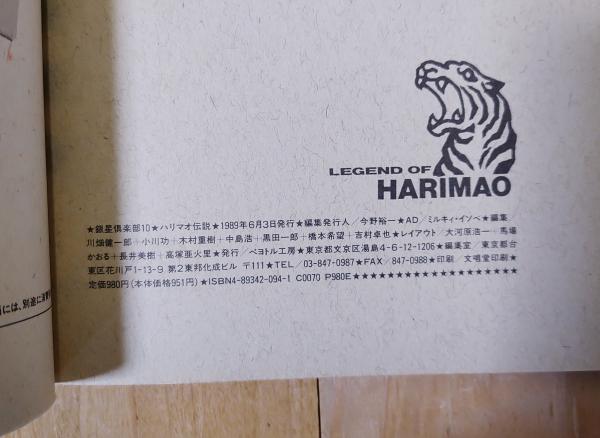 LEGEND OF
HARIMAO
★銀星倶楽部10★ハリマオ伝説★1989年6月3日発行★編集発行人/今野裕一★AD/ミルキィ・イソベ★編集
川畑健一郎+小川功+木村重樹+中島浩+黒田一郎+橋本希望+吉村卓也★レイアウト/大河原浩一+馬場
かおる+長井美樹+高塚亜火里★発行/ペヨトル工房★東京都文京区湯島4-6-12-1206★編集室/東京都台
東区花川戸1-13-9 第2東邦化成ビル 〒111★TEL/03-847-0987★FAX/847-0988★印刷/文唱堂印刷★
定価980円(本体価格951円)★ISBN4-89342-094-1 C0070 P980E★★★★★★★★★★★★★★★★★★
には、別途に